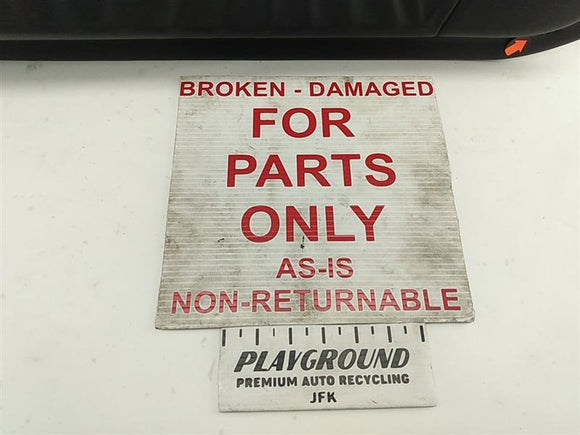 BROKEN - DAMAGED
FOR
PARTS
ONLY
AS-IS
NON-RETURNABLE
PLAYGROUND
PREMIUM AUTO RECYCLING
JFK